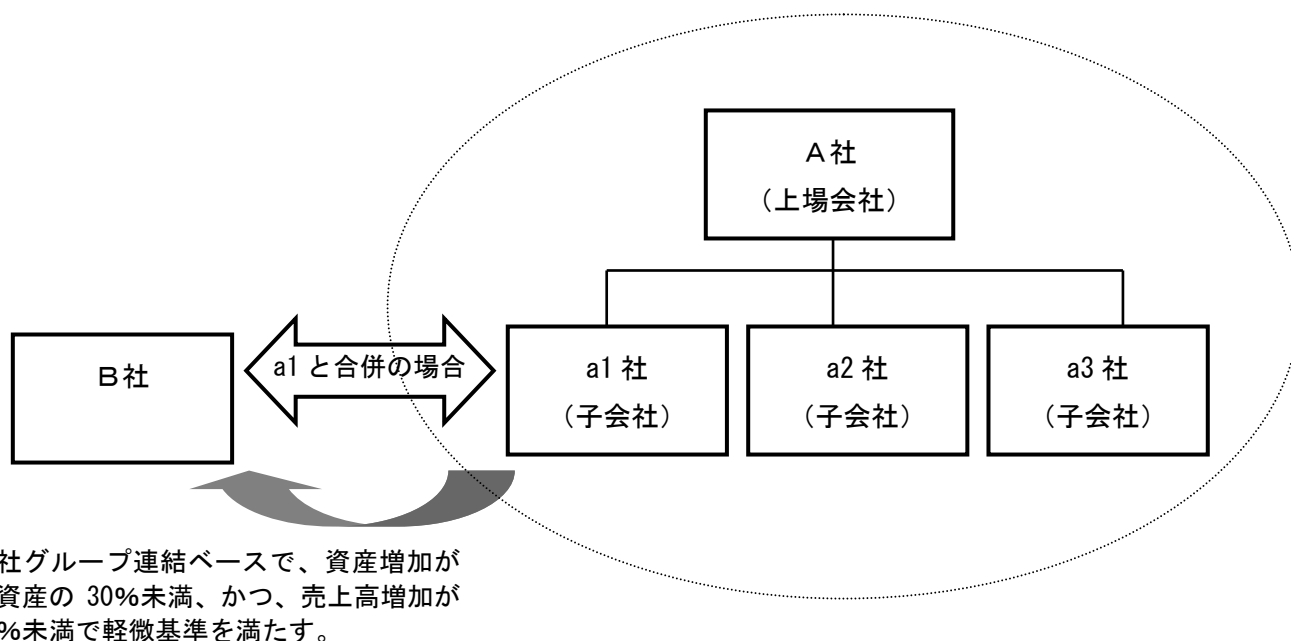 A社
（上場会社）
B社
a1 と合併の場合
a1 社
（子会社）
a2 社
（子会社）
a3 社
（子会社）
社グループ連結ベースで、資産増加が
資産の 30%未満、かつ、売上高増加が
%未満で軽微基準を満たす。